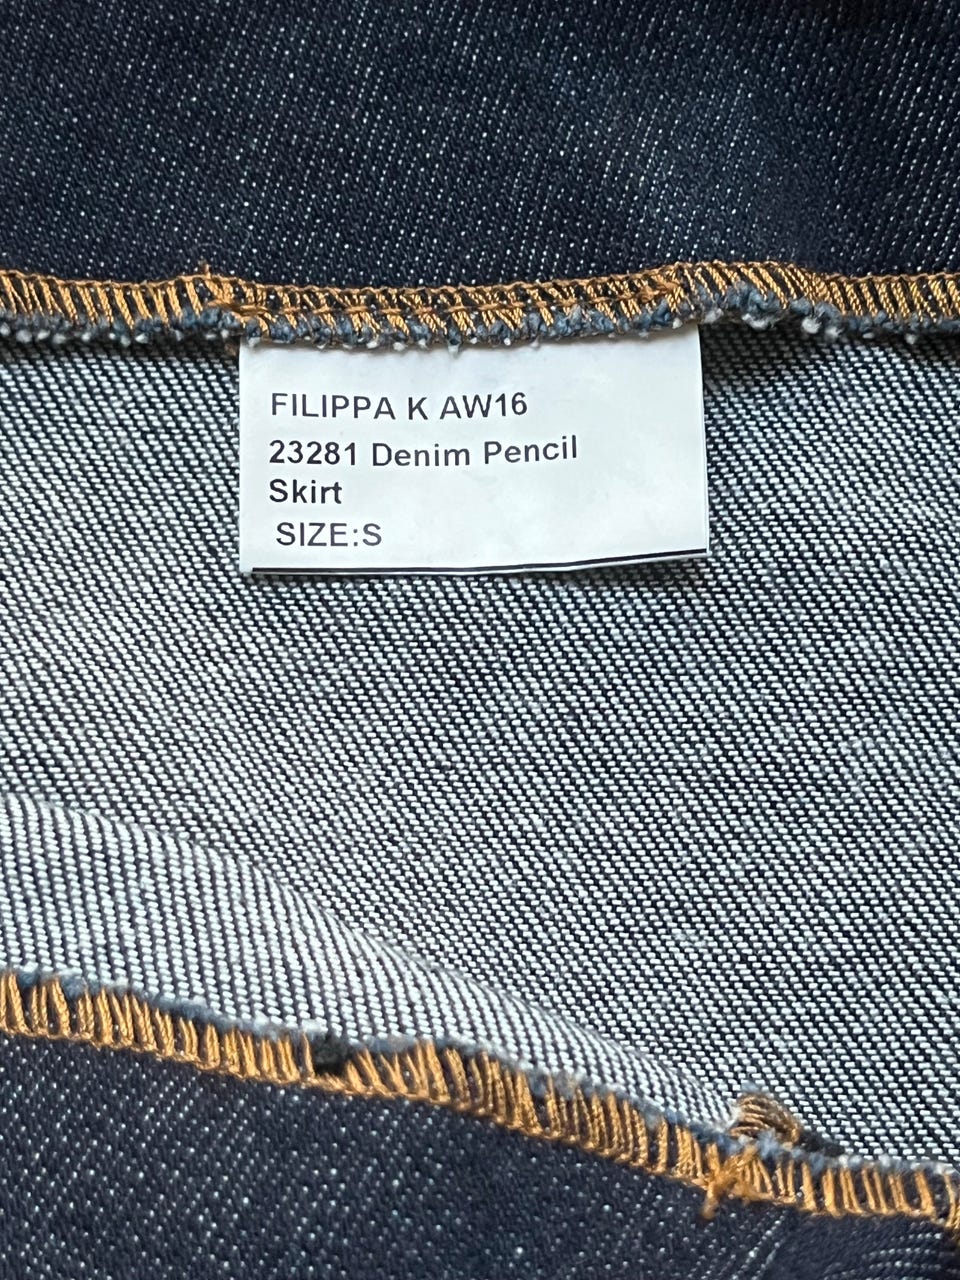 FILIPPA K AW16
23281 Denim Pencil
Skirt
SIZE:S